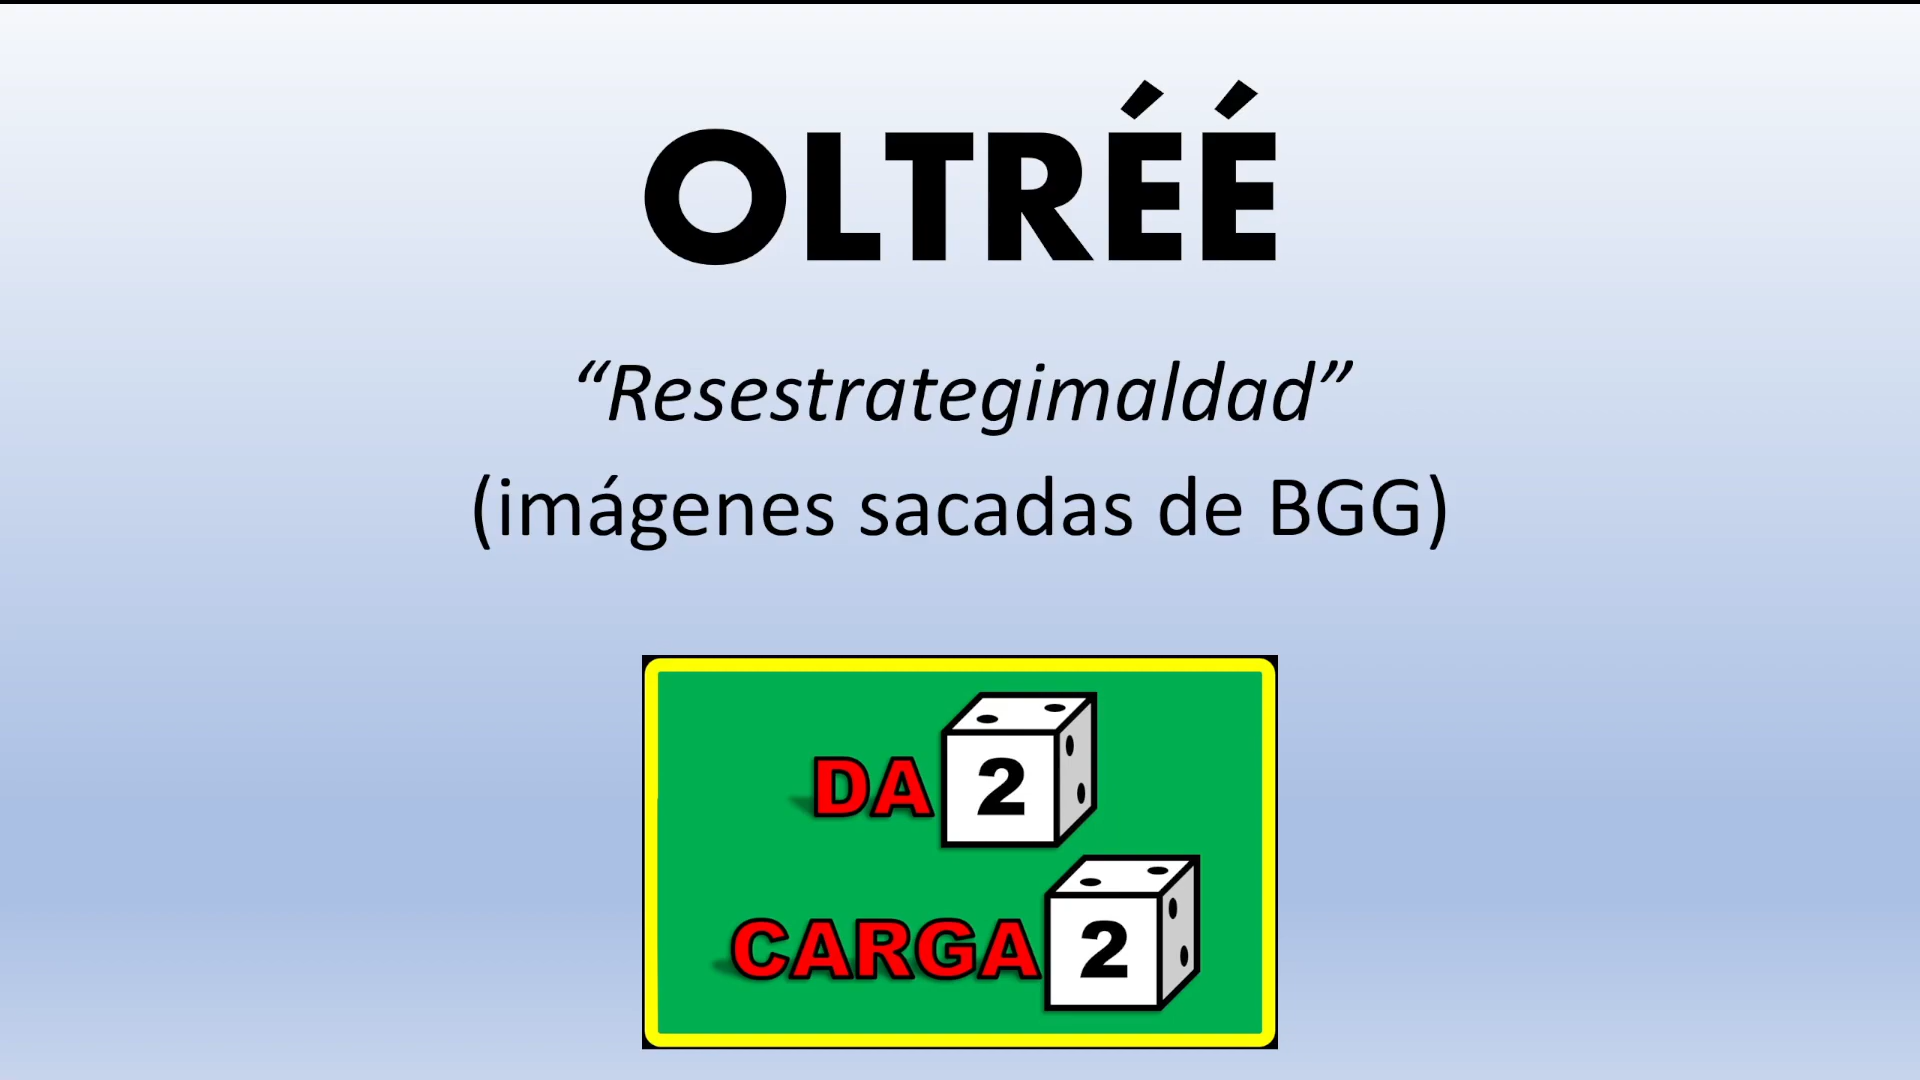 OLTRÉÉ
“Resestrategimaldad”
(imágenes sacadas de BGG)
DA 2
CARGA 2